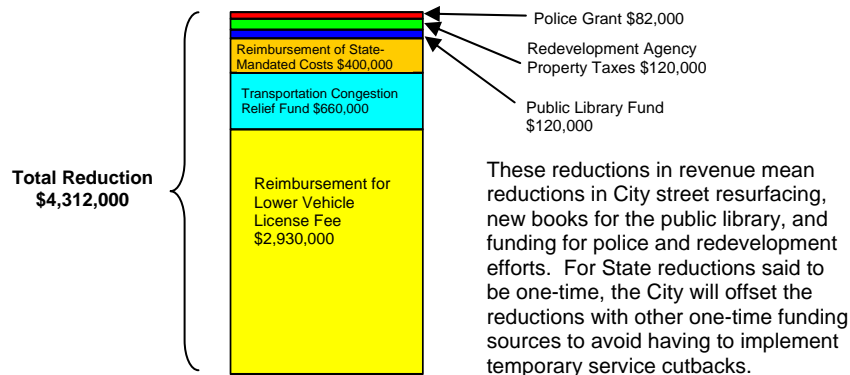 Police Grant $82,000
Redevelopment Agency
Property Taxes $120,000
Public Library Fund
$120,000
Reimbursement of State-
Mandated Costs $400,000
Transportation Congestion
Relief Fund $660,000
Reimbursement for
Lower Vehicle
License Fee
$2,930,000
Total Reduction
$4,312,000
These reductions in revenue mean
reductions in City street resurfacing,
new books for the public library, and
funding for police and redevelopment
efforts.  For State reductions said to
be one-time, the City will offset the
reductions with other one-time funding
sources to avoid having to implement
temporary service cutbacks.